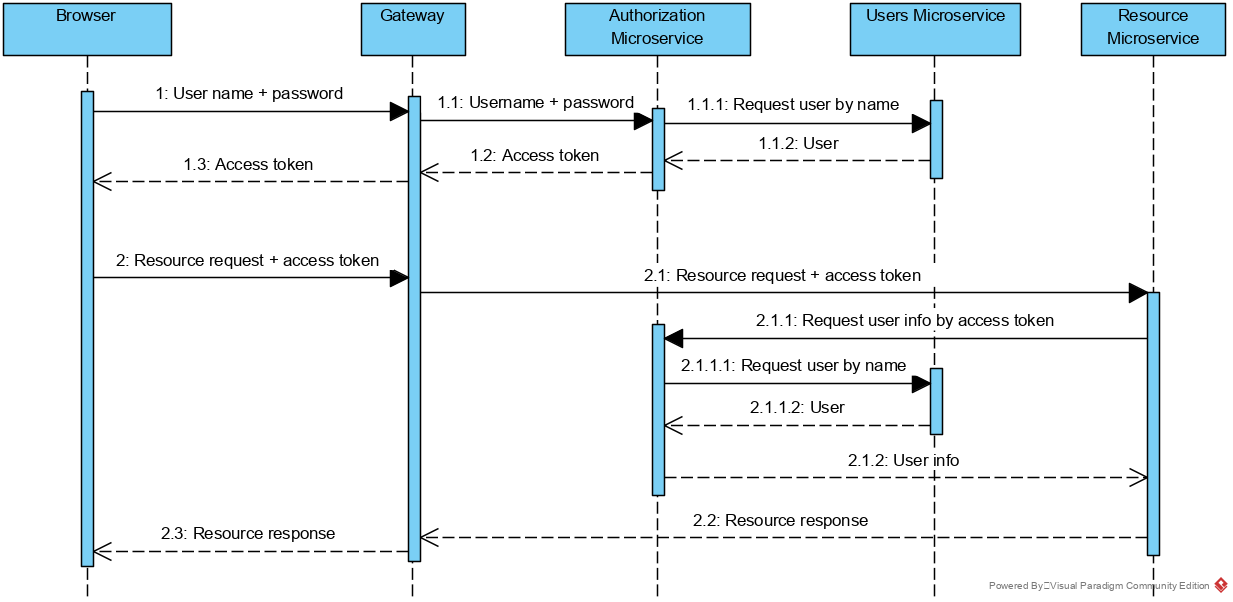 Browser
Gateway
Authorization
Microservice
Users Microservice
Resource
Microservice
1: User name + password
1.1: Username + password
1.1.1: Request user by name
1.1.2: User
1.2: Access token
1.3: Access token
2: Resource request + access token
2.1: Resource request + access token
2.1.1: Request user info by access token
2.1.1.1: Request user by name
2.1.1.2: User
2.1.2: User info
2.2: Resource response
2.3: Resource response
Powered By Visual Paradigm Community Edition